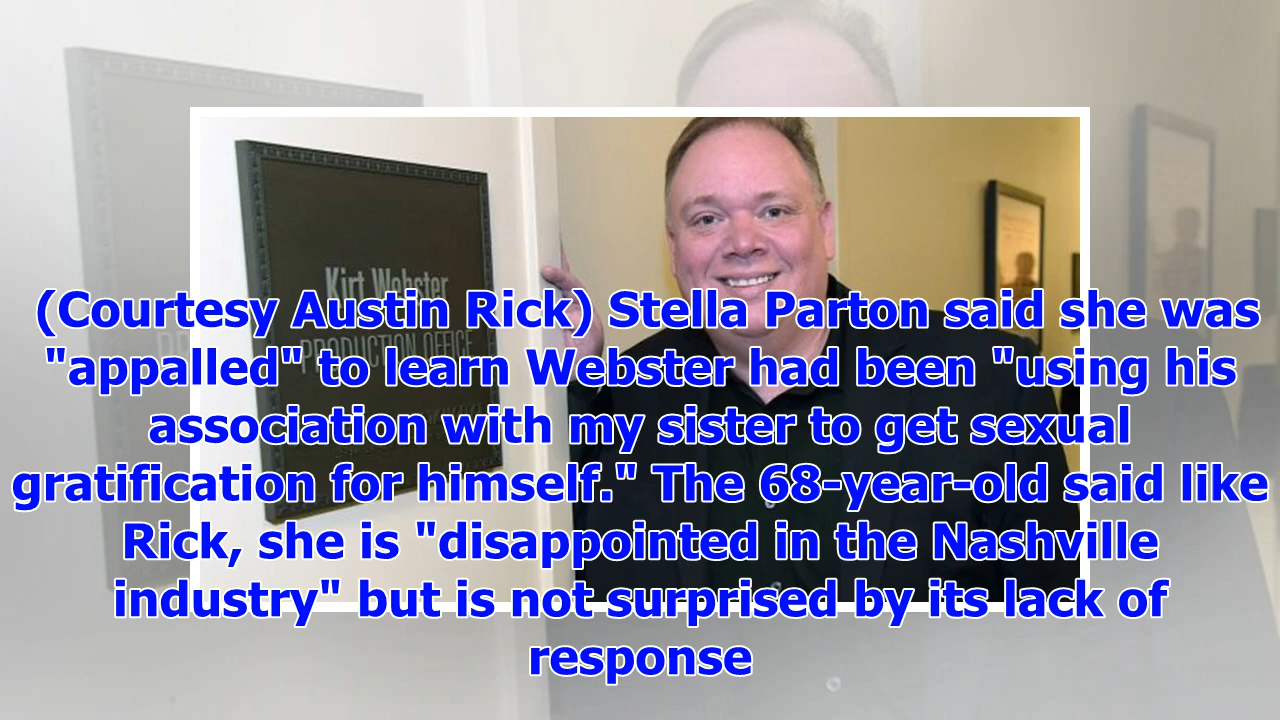 Kirt Webster
PRODUCTION OFFICE
(Courtesy Austin Rick) Stella Parton said she was
"appalled" to learn Webster had been "using his
association with my sister to get sexual
gratification for himself." The 68-year-old said like
Rick, she is "disappointed in the Nashville
industry" but is not surprised by its lack of
response